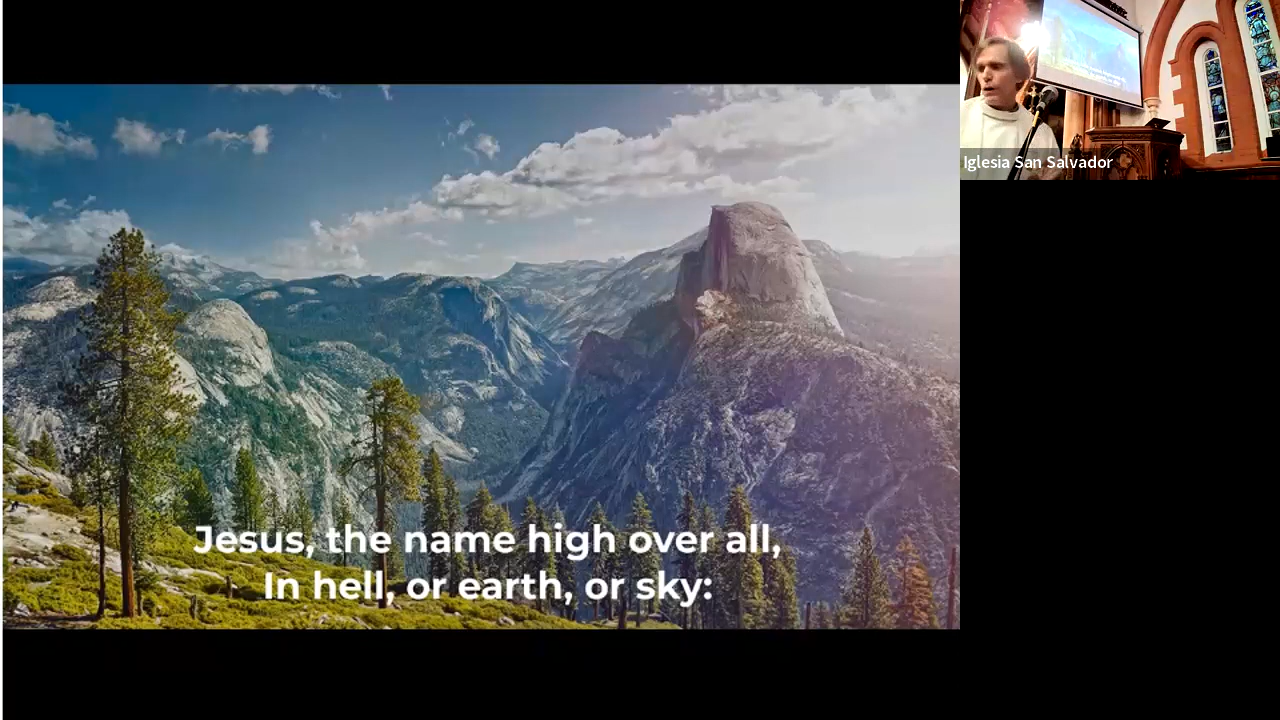 Jesus, the name high over all,
In hell, or earth, or sky:
Iglesia San Salvador